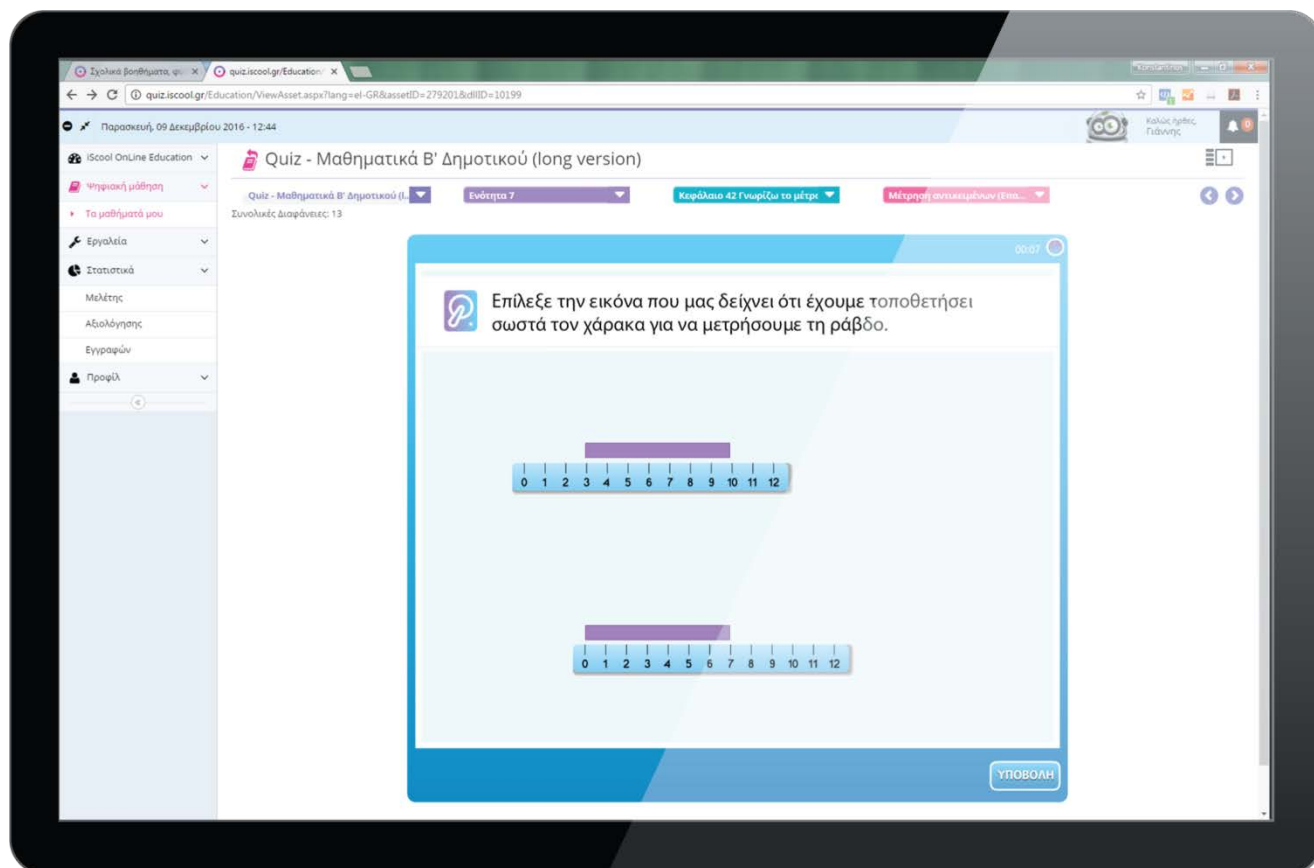 Σχολικά βοηθήματα, φυ
quiz.iscool.gr/Education
Konstantinos
quiz.iscool.gr/Education/ViewAsset.aspx?lang=el-GR&assetID=279201&dllID=10199
Παρασκευή, 09 Δεκεμβρίου 2016 - 12:44
Καλώς ήρθες,
Γιάννης
0
iScool OnLine Education
Ψηφιακή μάθηση
Τα μαθήματά μου
Εργαλεία
Στατιστικά
Μελέτης
Αξιολόγησης
Εγγραφών
Προφίλ
Quiz - Μαθηματικά Β' Δημοτικού (long version)
Quiz - Μαθηματικά Β' Δημοτικού (l...
Ενότητα 7
Κεφάλαιο 42 Γνωρίζω το μέτρο
Μέτρηση αντικειμένων (Επα...
Συνολικές Διαφάνειες: 13
00:07
Επίλεξε την εικόνα που μας δείχνει ότι έχουμε τοποθετήσει
σωστά τον χάρακα για να μετρήσουμε τη ράβδο.
0 1 2 3 4 5 6 7 8 9 10 11 12
0 1 2 3 4 5 6 7 8 9 10 11 12
ΥΠΟΒΟΛΗ